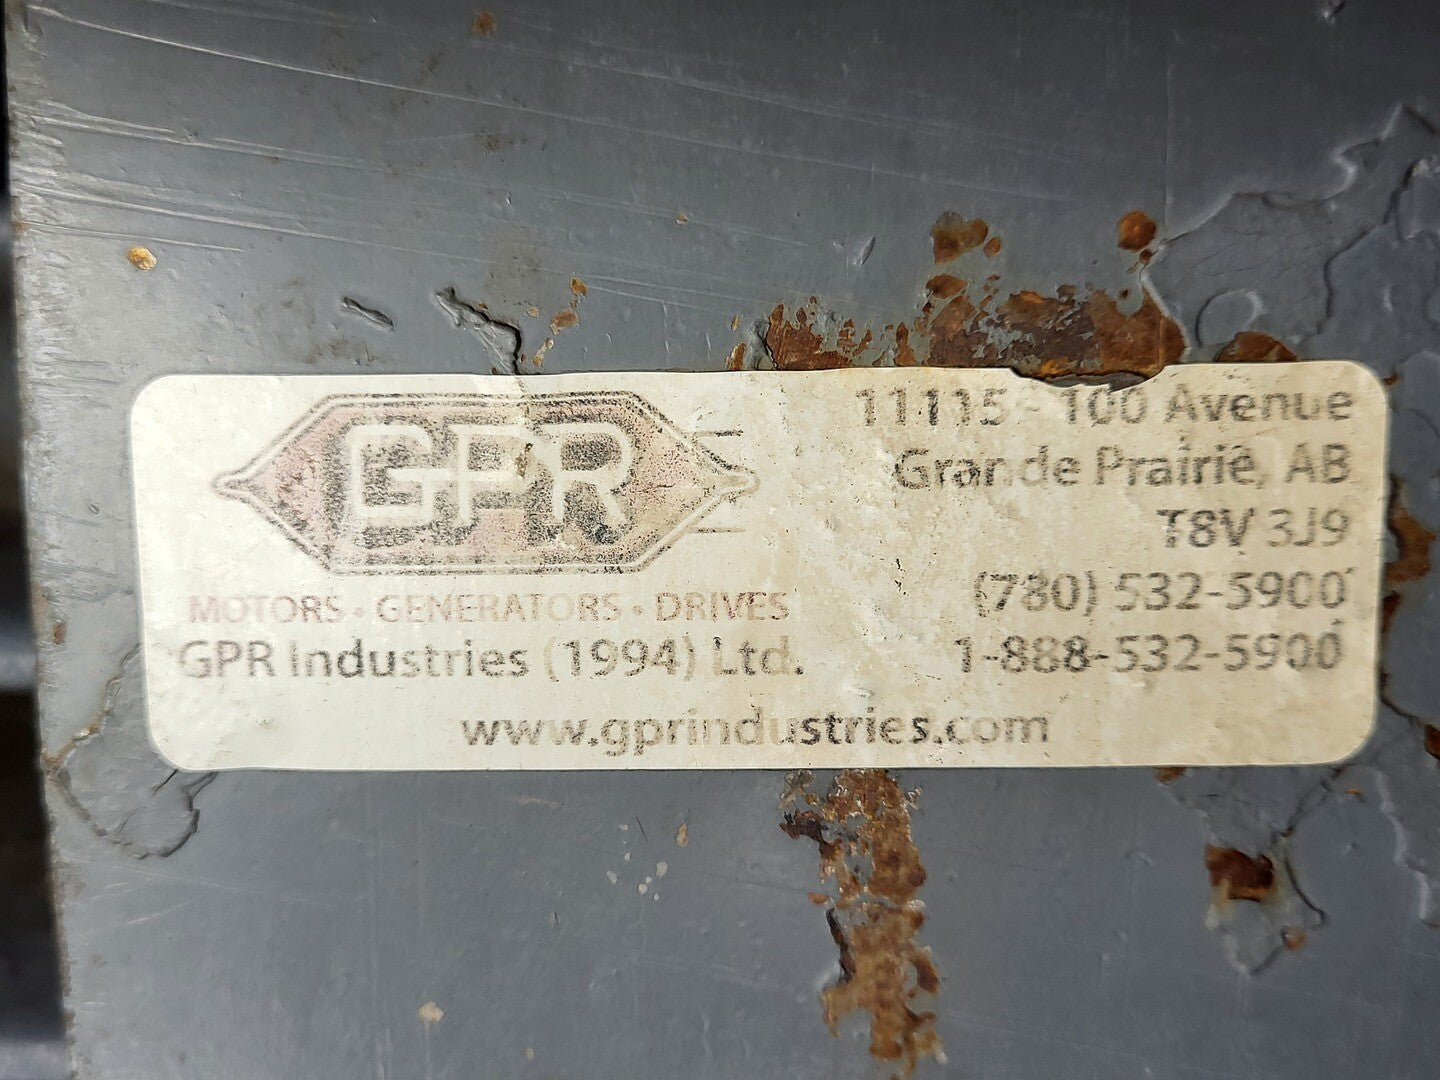 GPR
MOTORS • GENERATORS • DRIVES
GPR Industries (1994) Ltd.
11115 - 100 Avenue
Grande Prairie, AB
T8V 3J9
(780) 532-5900
1-888-532-5900
www.gprindustries.com